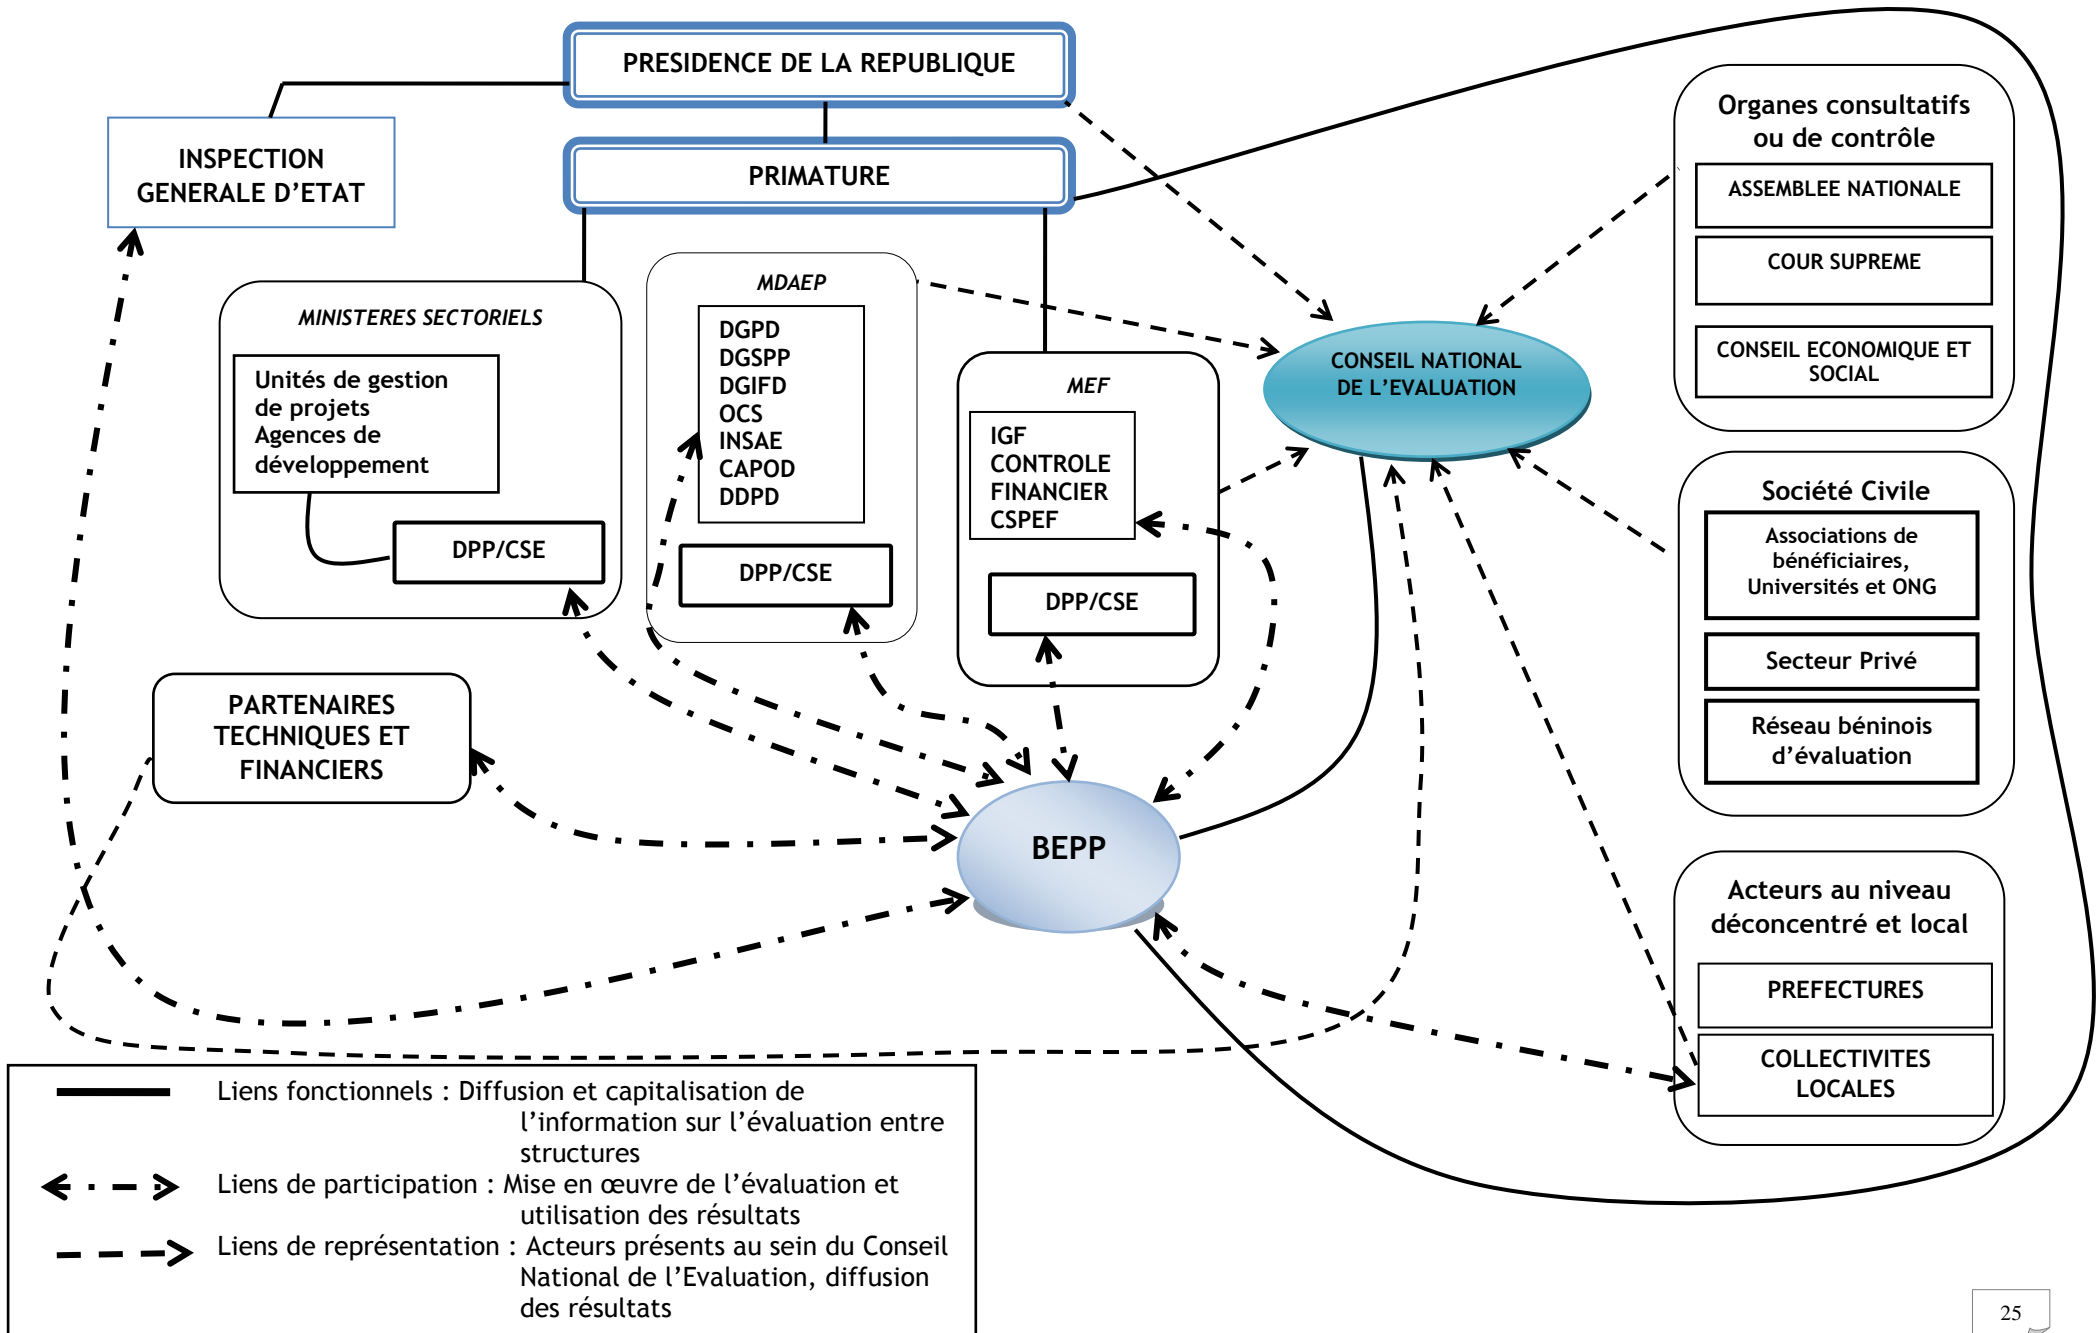 PRESIDENCE DE LA REPUBLIQUE
PRIMATURE
INSPECTION
GENERALE D’ETAT
MINISTERES SECTORIELS
Unités de gestion
de projets
Agences de
développement
DPP/CSE
MDAEP
DGPD
DGSPP
DGIFD
OCS
INSAE
CAPOD
DDPD
DPP/CSE
MEF
IGF
CONTROLE
FINANCIER
CSPEF
DPP/CSE
CONSEIL NATIONAL
DE L’EVALUATION
Organes consultatifs
ou de contrôle
ASSEMBLEE NATIONALE
COUR SUPREME
CONSEIL ECONOMIQUE ET
SOCIAL
Société Civile
Associations de
bénéficiaires,
Universités et ONG
Secteur Privé
Réseau béninois
d’évaluation
PARTENAIRES
TECHNIQUES ET
FINANCIERS
BEPP
Acteurs au niveau
déconcentré et local
PREFECTURES
COLLECTIVITES
LOCALES
Liens fonctionnels : Diffusion et capitalisation de
l’information sur l’évaluation entre
structures
Liens de participation : Mise en œuvre de l’évaluation et
utilisation des résultats
Liens de représentation : Acteurs présents au sein du Conseil
National de l’Evaluation, diffusion
des résultats
25